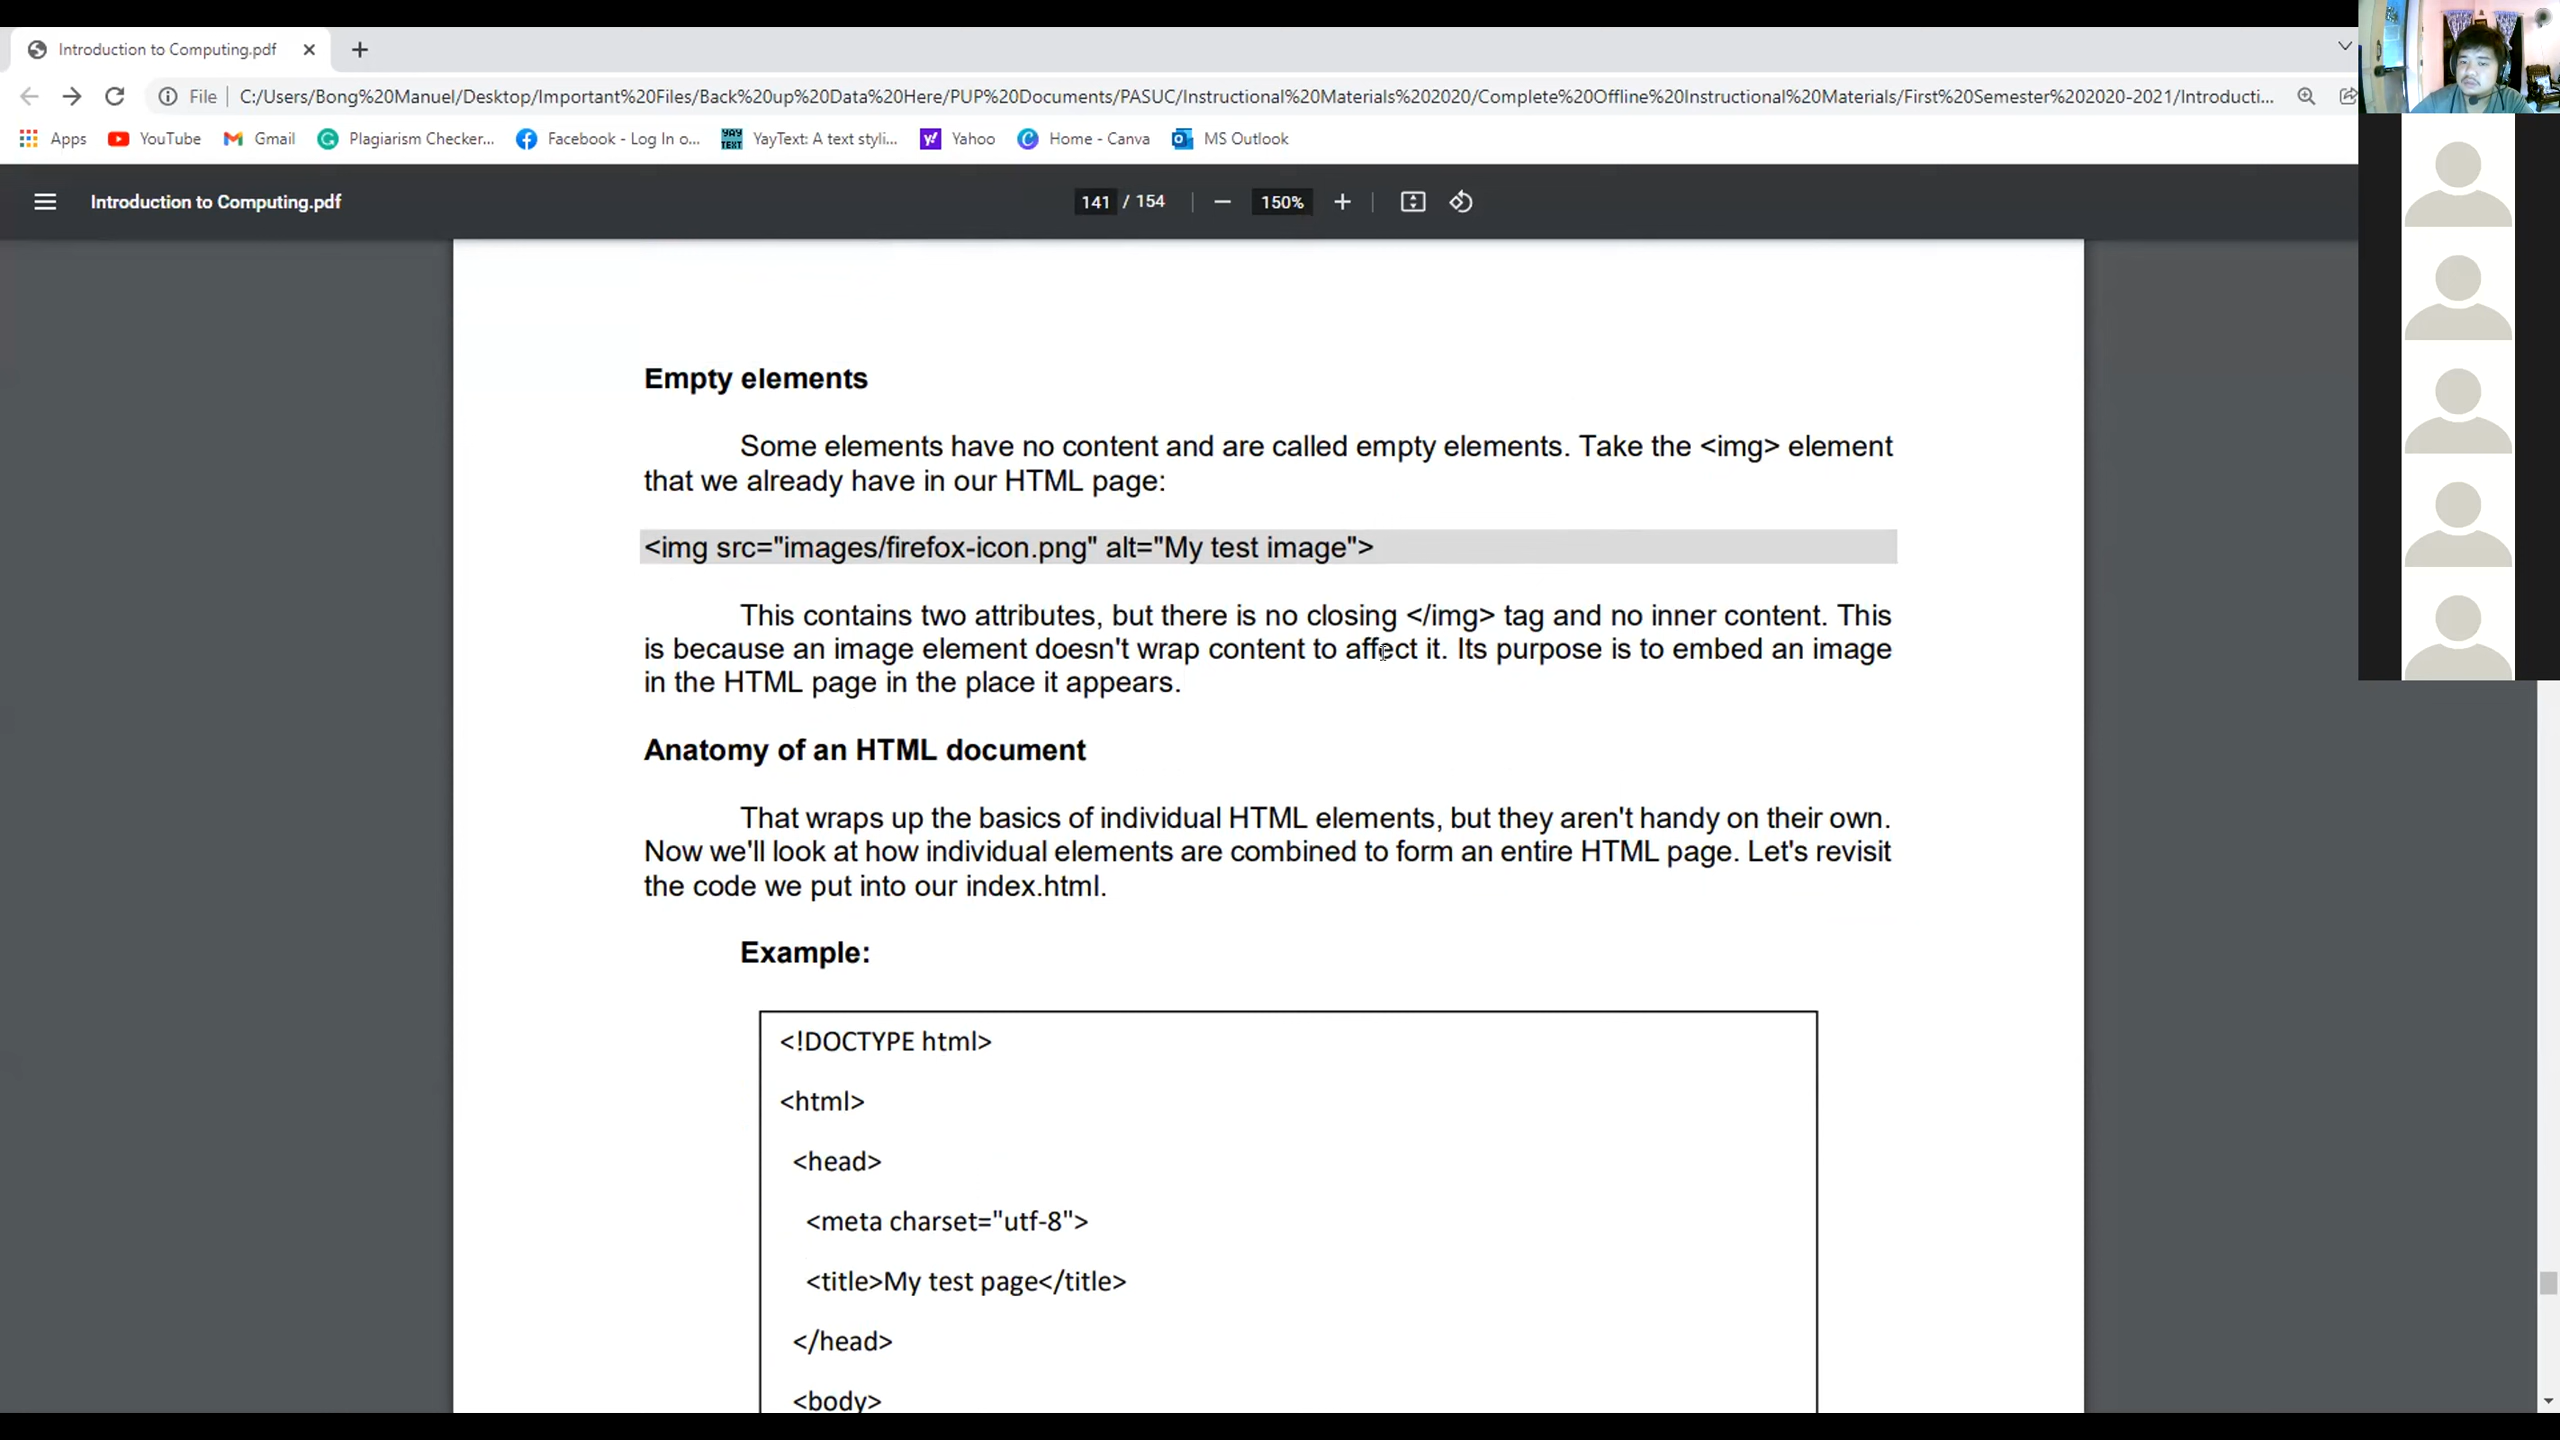 Introduction to Computing.pdf
File
C:/Users/Bong%20Manuel/Desktop/Important%20Files/Back%20up%20Data%20Here/PUP%20Documents/PASUC/Instructional%20Materials%202020/Complete%20Offline%20Instructional%20Materials/First%20Semester%202020-2021/Introducti...
Apps YouTube Gmail Plagiarism Checker... Facebook - Log In o... YAY TEXT YayText: A text styli... Yahoo Home - Canva MS Outlook
Introduction to Computing.pdf 141 / 154 150%
Empty elements
Some elements have no content and are called empty elements. Take the <img> element
that we already have in our HTML page:
<img src="images/firefox-icon.png" alt="My test image">
This contains two attributes, but there is no closing </img> tag and no inner content. This
is because an image element doesn't wrap content to affect it. Its purpose is to embed an image
in the HTML page in the place it appears.
Anatomy of an HTML document
That wraps up the basics of individual HTML elements, but they aren't handy on their own.
Now we'll look at how individual elements are combined to form an entire HTML page. Let's revisit
the code we put into our index.html.
Example:
<!DOCTYPE html>
<html>
<head>
<meta charset="utf-8">
<title>My test page</title>
</head>
<body>